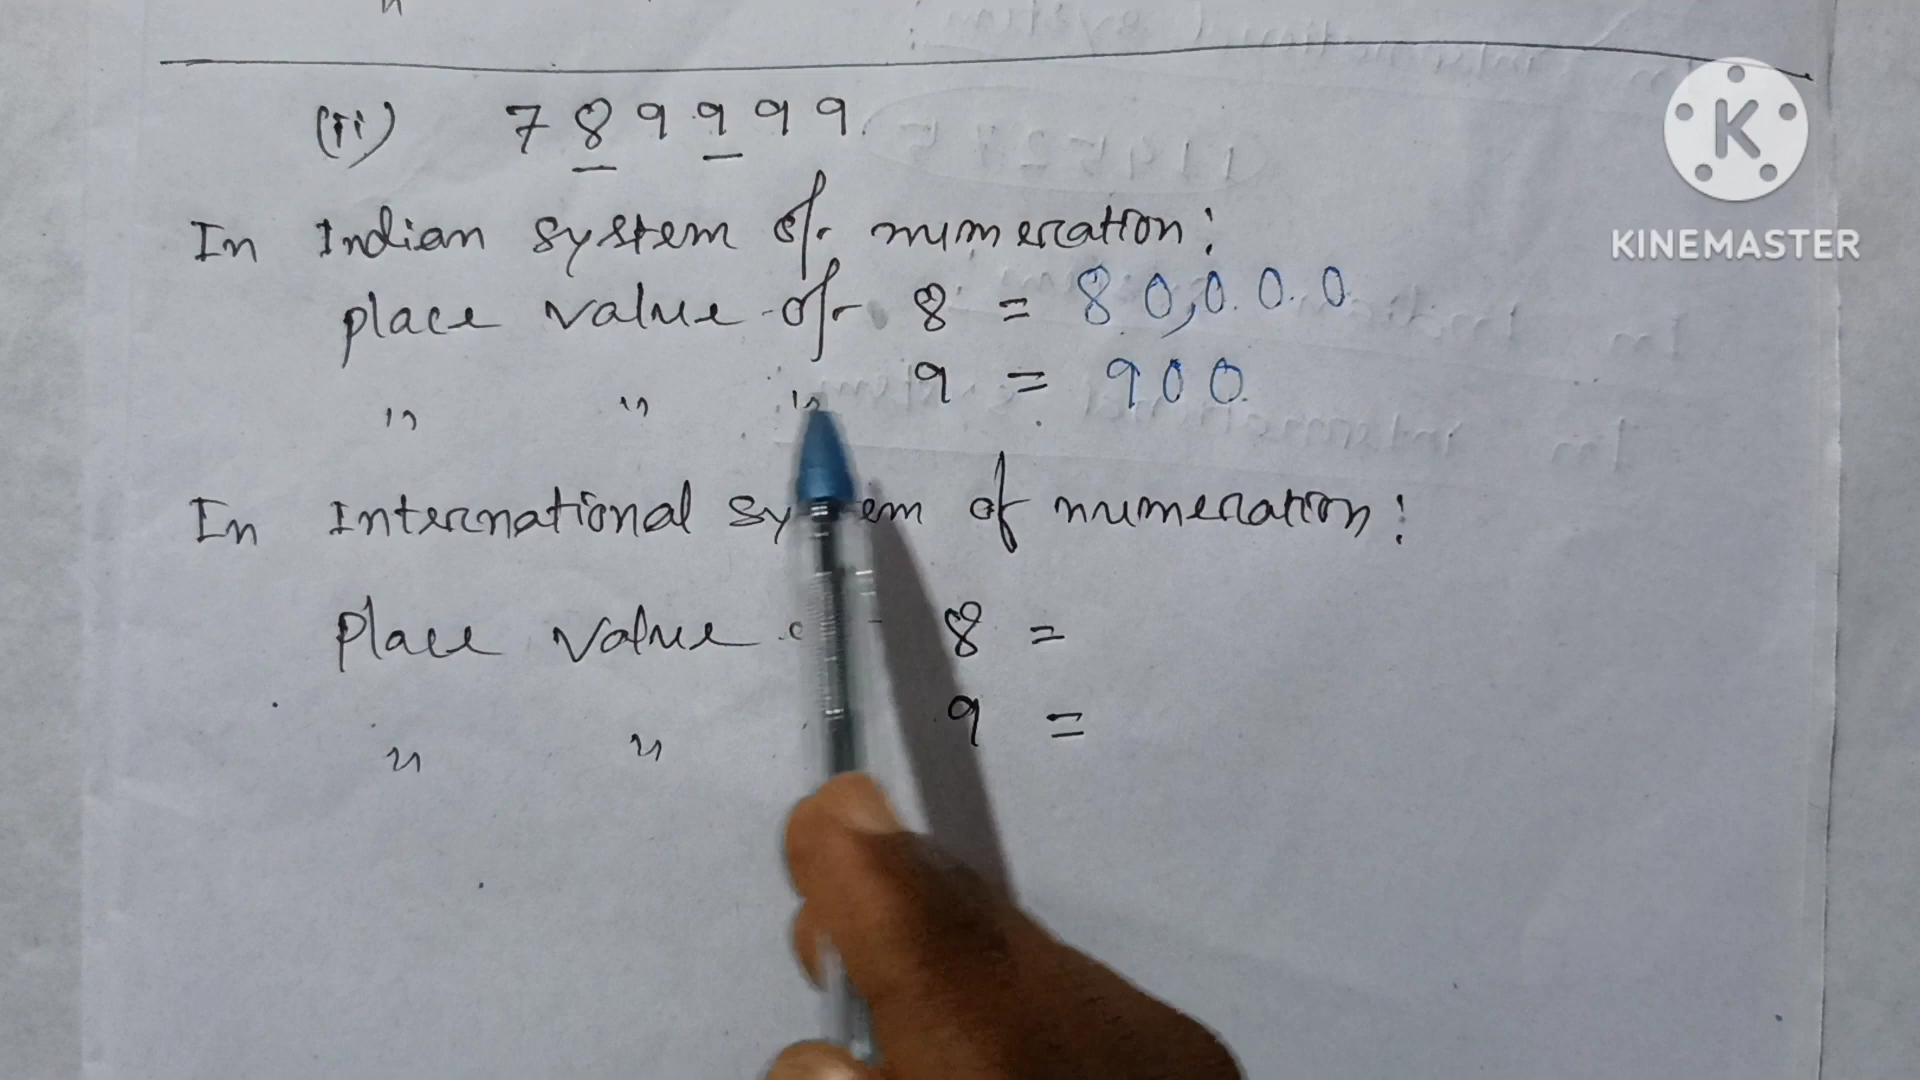 (ii) 789999
In Indian system of numeration:
place value of 8 = 80,000
" " " 9 = 900
In International system of numeration:
Place value 8 =
" " 9 =
KINEMASTER